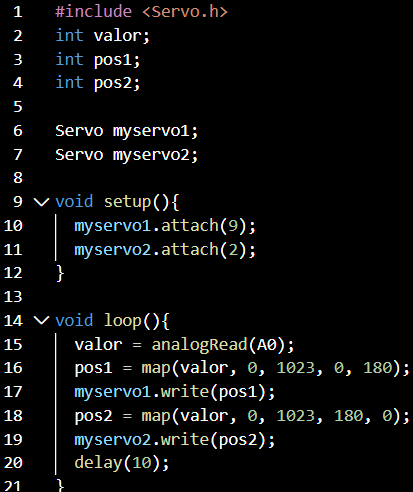 1 #include <Servo.h>
2 int valor;
3 int pos1;
4 int pos2;
5
6 Servo myservo1;
7 Servo myservo2;
8
9 void setup(){
10   myservo1.attach(9);
11   myservo2.attach(2);
12 }
13
14 void loop(){
15   valor = analogRead(A0);
16   pos1 = map(valor, 0, 1023, 0, 180);
17   myservo1.write(pos1);
18   pos2 = map(valor, 0, 1023, 180, 0);
19   myservo2.write(pos2);
20   delay(10);
21 }